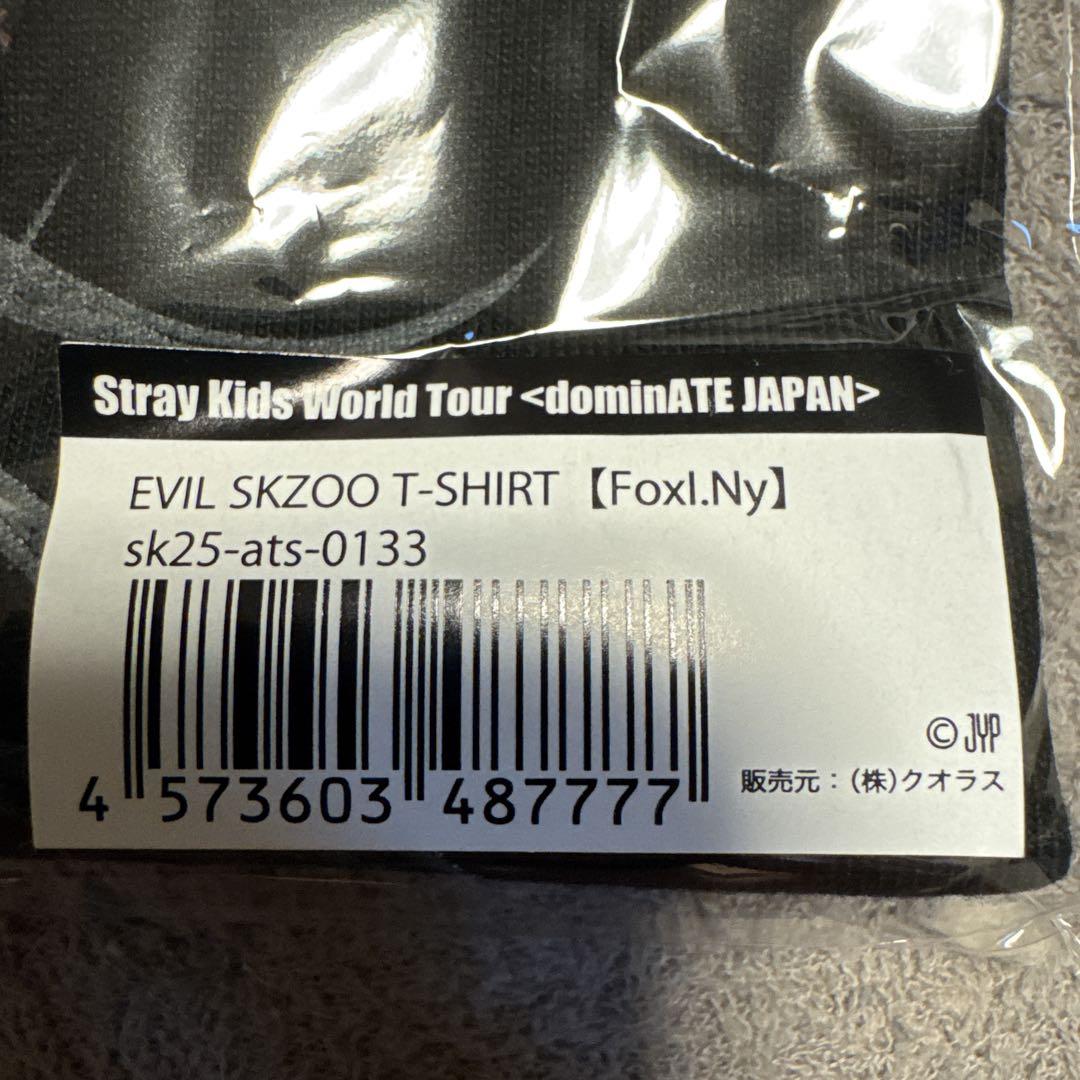 Stray Kids World Tour <dominATE JAPAN>
EVIL SKZOO T-SHIRT【FoxI.Ny】
sk25-ats-0133
4 573603 487777
© JYP
販売元：(株)クオラス